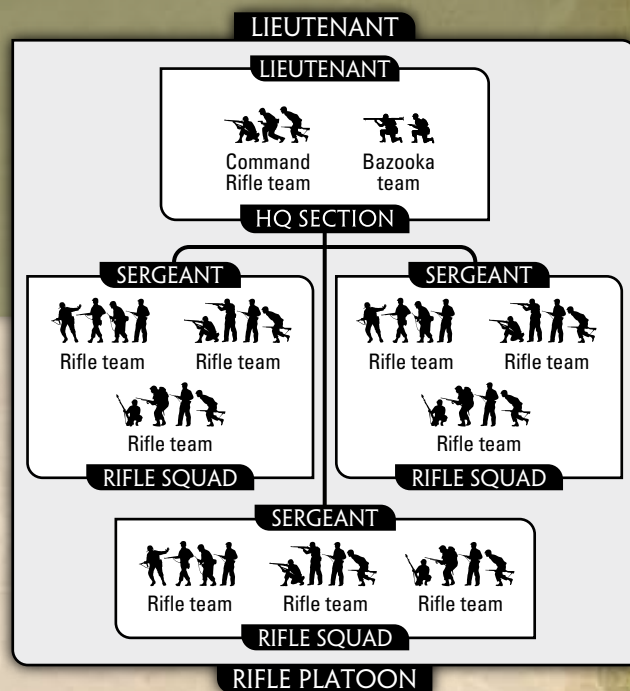 LIEUTENANT
LIEUTENANT
Command
Rifle team
Bazooka
team
HQ SECTION
SERGEANT
Rifle team
Rifle team
Rifle team
RIFLE SQUAD
SERGEANT
Rifle team
Rifle team
Rifle team
RIFLE SQUAD
SERGEANT
Rifle team
Rifle team
Rifle team
RIFLE SQUAD
RIFLE PLATOON